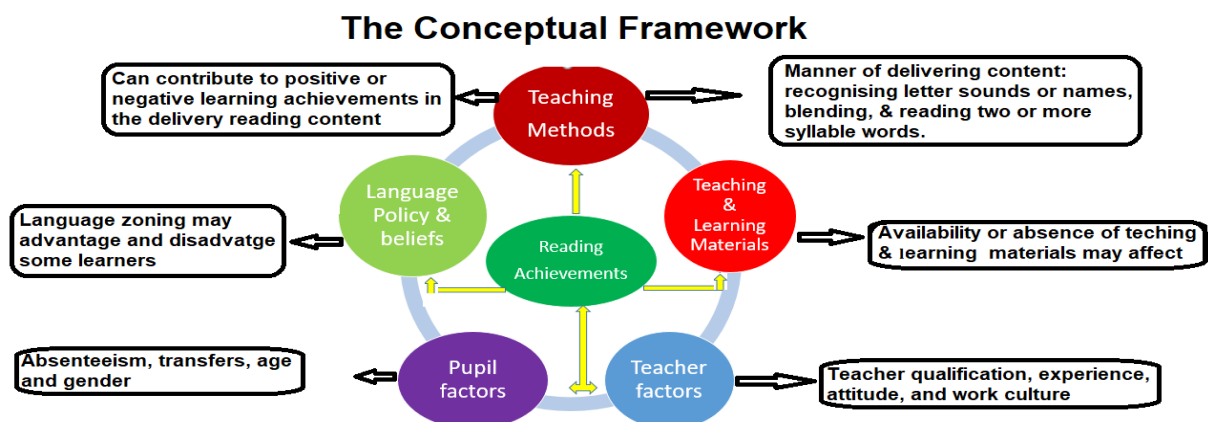 The Conceptual Framework
Can contribute to positive or
negative learning achievements in
the delivery reading content
Teaching
Methods
Manner of delivering content:
recognising letter sounds or names,
blending, & reading two or more
syllable words.
Language
Policy &
beliefs
Teaching
&
Learning
Materials
Language zoning may
advantage and disadvatge
some learners
Reading
Achievements
Availability or absence of teching
& learning materials may affect
Absenteeism, transfers, age
and gender
Pupil
factors
Teacher
factors
Teacher qualification, experience,
attitude, and work culture